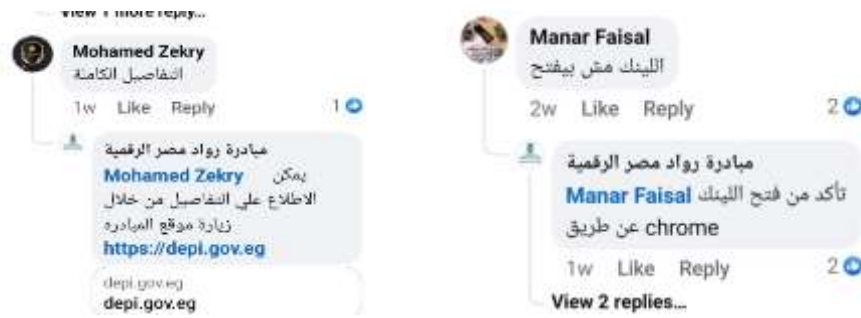 View 1 more reply...
Mohamed Zekry
التفاصيل الكاملة
1w Like Reply 1
مبادرة رواد مصر الرقمية
يمكن Mohamed Zekry
الاطلاع علي التفاصيل من خلال
زيارة موقع المبادره
https://depi.gov.eg
depi.gov.eg
depi.gov.eg
Manar Faisal
اللينك مش بيفتح
2w Like Reply 2
مبادرة رواد مصر الرقمية
تأكد من فتح اللينك Manar Faisal
عن طريق chrome
1w Like Reply 2
View 2 replies...